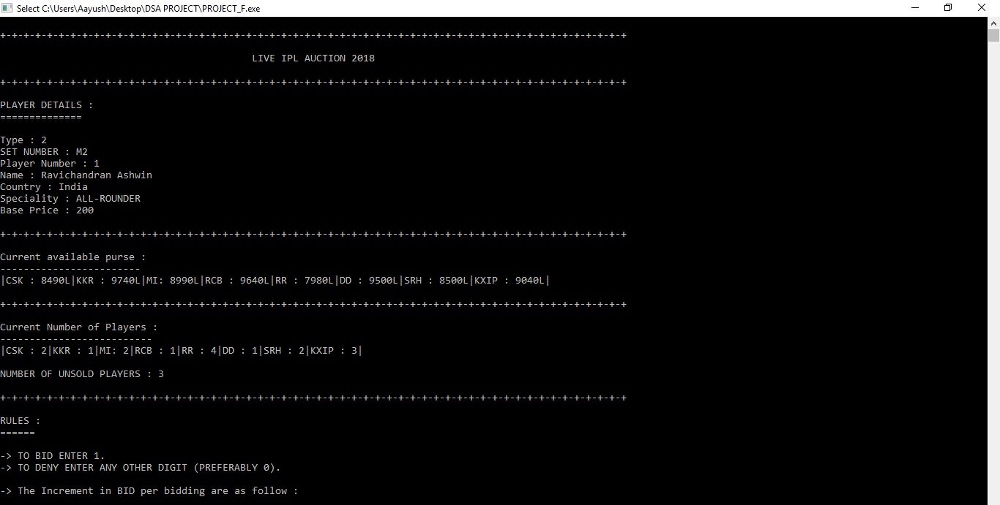 Select C:\Users\Aayush\Desktop\DSA PROJECT\PROJECT_F.exe
+-+-+-+-+-+-+-+-+-+-+-+-+-+-+-+-+-+-+-+-+-+-+-+-+-+-+-+-+-+-+-+-+-+-+-+-+-+-+-+-+-+-+-+-+-+-+-+-+-+-+-+-+-+
LIVE IPL AUCTION 2018
+-+-+-+-+-+-+-+-+-+-+-+-+-+-+-+-+-+-+-+-+-+-+-+-+-+-+-+-+-+-+-+-+-+-+-+-+-+-+-+-+-+-+-+-+-+-+-+-+-+-+-+-+-+
PLAYER DETAILS :
==============
Type : 2
SET NUMBER : M2
Player Number : 1
Name : Ravichandran Ashwin
Country : India
Speciality : ALL-ROUNDER
Base Price : 200
+-+-+-+-+-+-+-+-+-+-+-+-+-+-+-+-+-+-+-+-+-+-+-+-+-+-+-+-+-+-+-+-+-+-+-+-+-+-+-+-+-+-+-+-+-+-+-+-+-+-+-+-+-+
Current available purse :
------------------------
|CSK : 8490L|KKR : 9740L|MI: 8990L|RCB : 9640L|RR : 7980L|DD : 9500L|SRH : 8500L|KXIP : 9040L|
+-+-+-+-+-+-+-+-+-+-+-+-+-+-+-+-+-+-+-+-+-+-+-+-+-+-+-+-+-+-+-+-+-+-+-+-+-+-+-+-+-+-+-+-+-+-+-+-+-+-+-+-+-+
Current Number of Players :
--------------------------
|CSK : 2|KKR : 1|MI: 2|RCB : 1|RR : 4|DD : 1|SRH : 2|KXIP : 3|
NUMBER OF UNSOLD PLAYERS : 3
+-+-+-+-+-+-+-+-+-+-+-+-+-+-+-+-+-+-+-+-+-+-+-+-+-+-+-+-+-+-+-+-+-+-+-+-+-+-+-+-+-+-+-+-+-+-+-+-+-+-+-+-+-+
RULES :
======
-> TO BID ENTER 1.
-> TO DENY ENTER ANY OTHER DIGIT (PREFERABLY 0).
-> The Increment in BID per bidding are as follow :